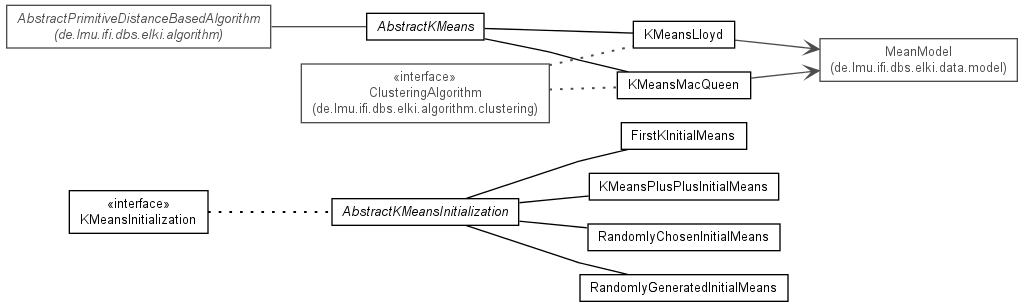 AbstractPrimitiveDistanceBasedAlgorithm
(de.lmu.ifi.dbs.elki.algorithm)
AbstractKMeans
KMeansLloyd
MeanModel
(de.lmu.ifi.dbs.elki.data.model)
«interface»
ClusteringAlgorithm
(de.lmu.ifi.dbs.elki.algorithm.clustering)
KMeansMacQueen
FirstKInitialMeans
«interface»
KMeansInitialization
AbstractKMeansInitialization
KMeansPlusPlusInitialMeans
RandomlyChosenInitialMeans
RandomlyGeneratedInitialMeans